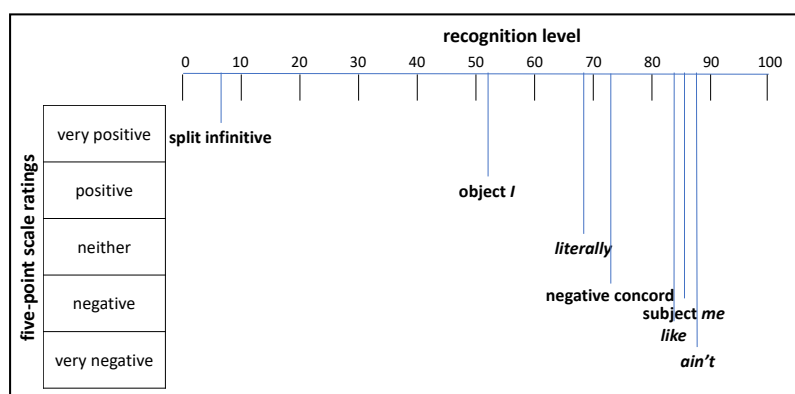 recognition level
0 10 20 30 40 50 60 70 80 90 100
five-point scale ratings
very positive
split infinitive
positive
object I
neither
literally
negative
negative concord
subject me
like
very negative
ain't